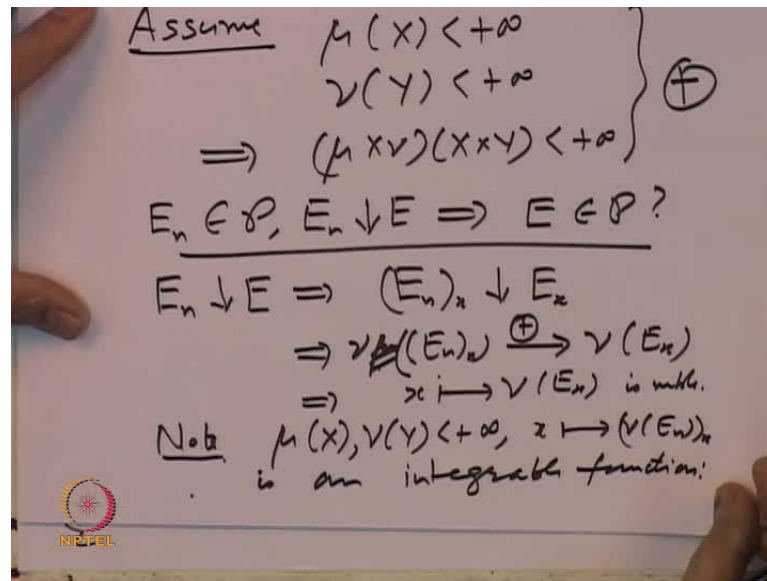 Assume μ(X) < +∞
ν(Y) < +∞
⟹ (μ×ν)(X×Y) < +∞ } ⊕
Eₙ ∈ 𝒫, Eₙ ↓ E ⟹ E ∈ 𝒫?
Eₙ ↓ E ⟹ (Eₙ)ₓ ↓ Eₓ
⟹ ν((Eₙ)ₓ) ⊕⟶ ν(Eₓ)
⟹ x ⟼ ν(Eₓ) is mble.
Note μ(X), ν(Y) < +∞, x ⟼ (ν(Eₙ)ₓ
is an integrable function.
NPTEL